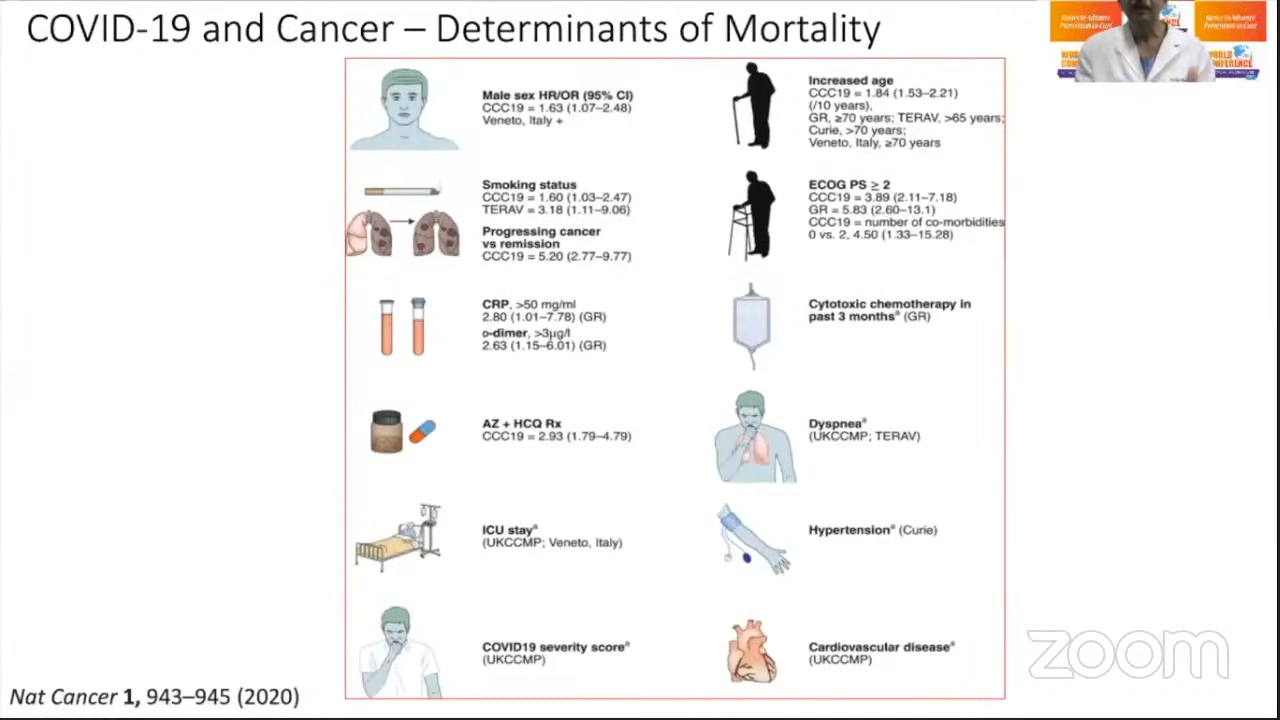 COVID-19 and Cancer – Determinants of Mortality
Male sex HR/OR (95% CI)
CCC19 = 1.63 (1.07–2.48)
Veneto, Italy +
Increased age
CCC19 = 1.84 (1.53–2.21)
(/10 years),
GR, ≥70 years; TERAV, >65 years;
Curie, >70 years;
Veneto, Italy, ≥70 years
Smoking status
CCC19 = 1.60 (1.03–2.47)
TERAV = 3.18 (1.11–9.06)
Progressing cancer
vs remission
CCC19 = 5.20 (2.77–9.77)
ECOG PS ≥ 2
CCC19 = 3.89 (2.11–7.18)
GR = 5.83 (2.60–13.1)
CCC19 = number of co-morbidities
0 vs. 2, 4.50 (1.33–15.28)
CRP, >50 mg/ml
2.80 (1.01–7.78) (GR)
D-dimer, >3μg/l
2.63 (1.15–6.01) (GR)
Cytotoxic chemotherapy in
past 3 months^a (GR)
AZ + HCQ Rx
CCC19 = 2.93 (1.79–4.79)
Dyspnea^a
(UKCCMP; TERAV)
ICU stay^a
(UKCCMP; Veneto, Italy)
Hypertension^a (Curie)
COVID19 severity score^a
(UKCCMP)
Cardiovascular disease^a
(UKCCMP)
Nat Cancer 1, 943–945 (2020)
zoom